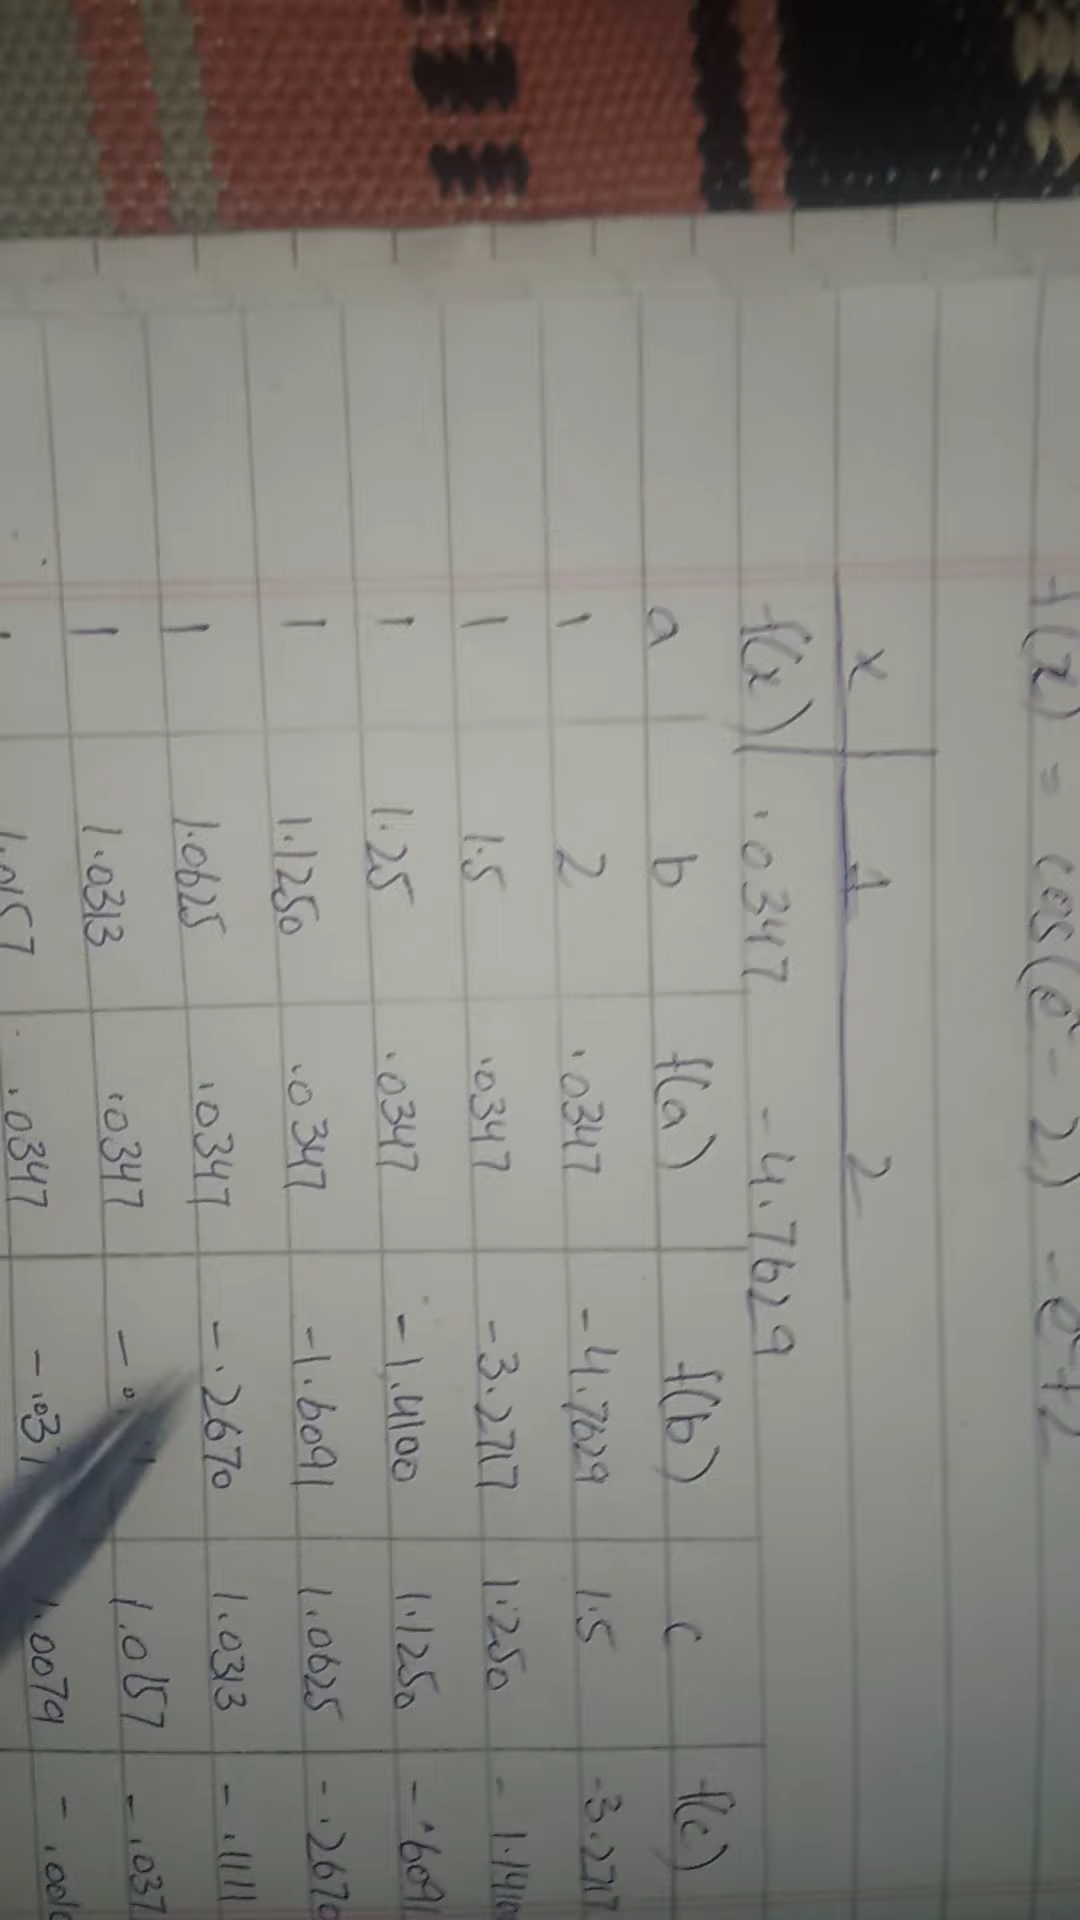 f(x) = cos(e^x - 2) - e^x + 2
x 1 2
f(x) .0347 -4.7629
a b f(a) f(b) c f(c)
1 2 .0347 -4.7629 1.5 -3.2717
1 1.5 .0347 -3.2717 1.250
1 1.25 .0347 -1.4100 1.1250 -.6091
1 1.1250 .0347 -1.6091 1.0625 -.2670
1 1.0625 .0347 -.2670 1.0313 -.1111
1 1.0313 .0347 1.0157 -.037
1.0157 .0347 -.037 1.0079